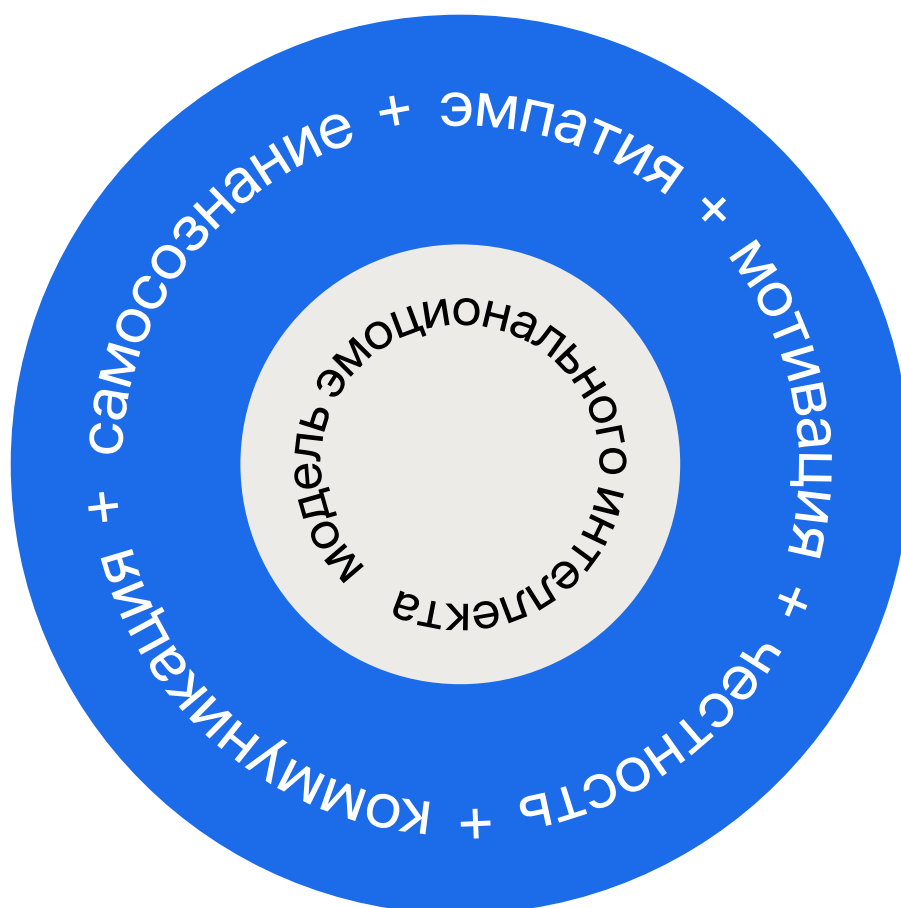 самосознание + эмпатия + мотивация + честность + коммуникация +
модель эмоционального интеллекта